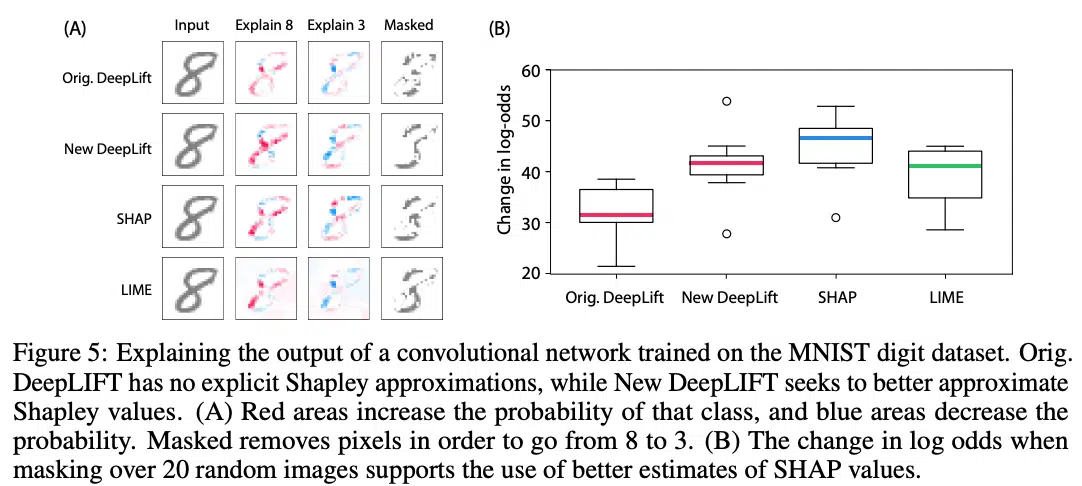 (A)
Input Explain 8 Explain 3 Masked
Orig. DeepLift
New DeepLift
SHAP
LIME
(B)
Change in log-odds
60
50
40
30
20
Orig. DeepLift New DeepLift SHAP LIME
Figure 5: Explaining the output of a convolutional network trained on the MNIST digit dataset. Orig.
DeepLIFT has no explicit Shapley approximations, while New DeepLIFT seeks to better approximate
Shapley values. (A) Red areas increase the probability of that class, and blue areas decrease the
probability. Masked removes pixels in order to go from 8 to 3. (B) The change in log odds when
masking over 20 random images supports the use of better estimates of SHAP values.